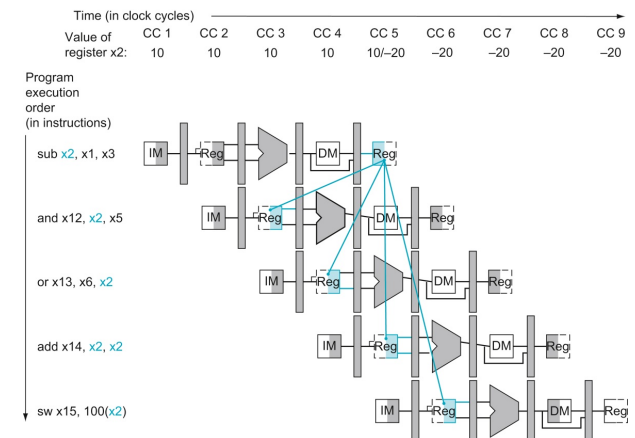 Time (in clock cycles)
Value of register x2:
CC 1 CC 2 CC 3 CC 4 CC 5 CC 6 CC 7 CC 8 CC 9
10 10 10 10 10/–20 –20 –20 –20 –20
Program
execution
order
(in instructions)
sub x2, x1, x3
IM Reg DM Reg
and x12, x2, x5
IM Reg DM Reg
or x13, x6, x2
IM Reg DM Reg
add x14, x2, x2
IM Reg DM Reg
sw x15, 100(x2)
IM Reg DM Reg